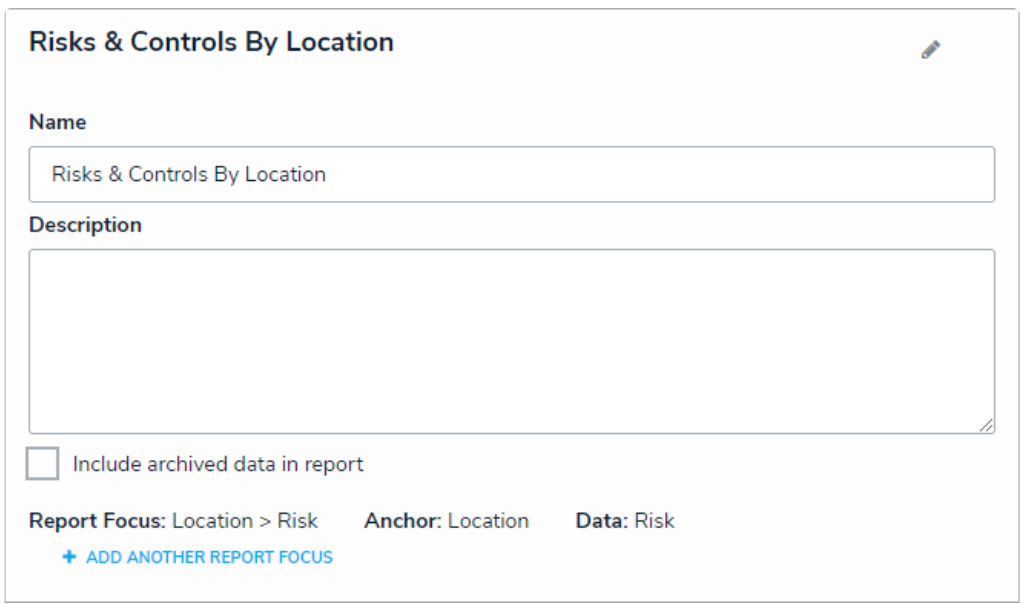 Risks & Controls By Location
Name
Risks & Controls By Location
Description
Include archived data in report
Report Focus: Location > Risk Anchor: Location Data: Risk
+ ADD ANOTHER REPORT FOCUS